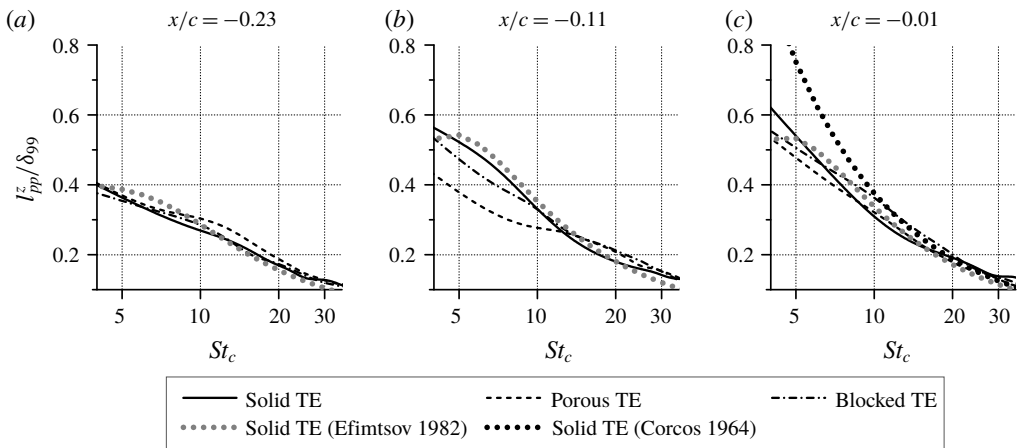 (a) x/c = −0.23 (b) x/c = −0.11 (c) x/c = −0.01
0.8 0.8 0.8
0.6 0.6 0.6
0.4 0.4 0.4
0.2 0.2 0.2
l^z_pp/δ_99
5 10 20 30 5 10 20 30 5 10 20 30
St_c St_c St_c
Solid TE Porous TE Blocked TE
Solid TE (Efimtsov 1982) Solid TE (Corcos 1964)